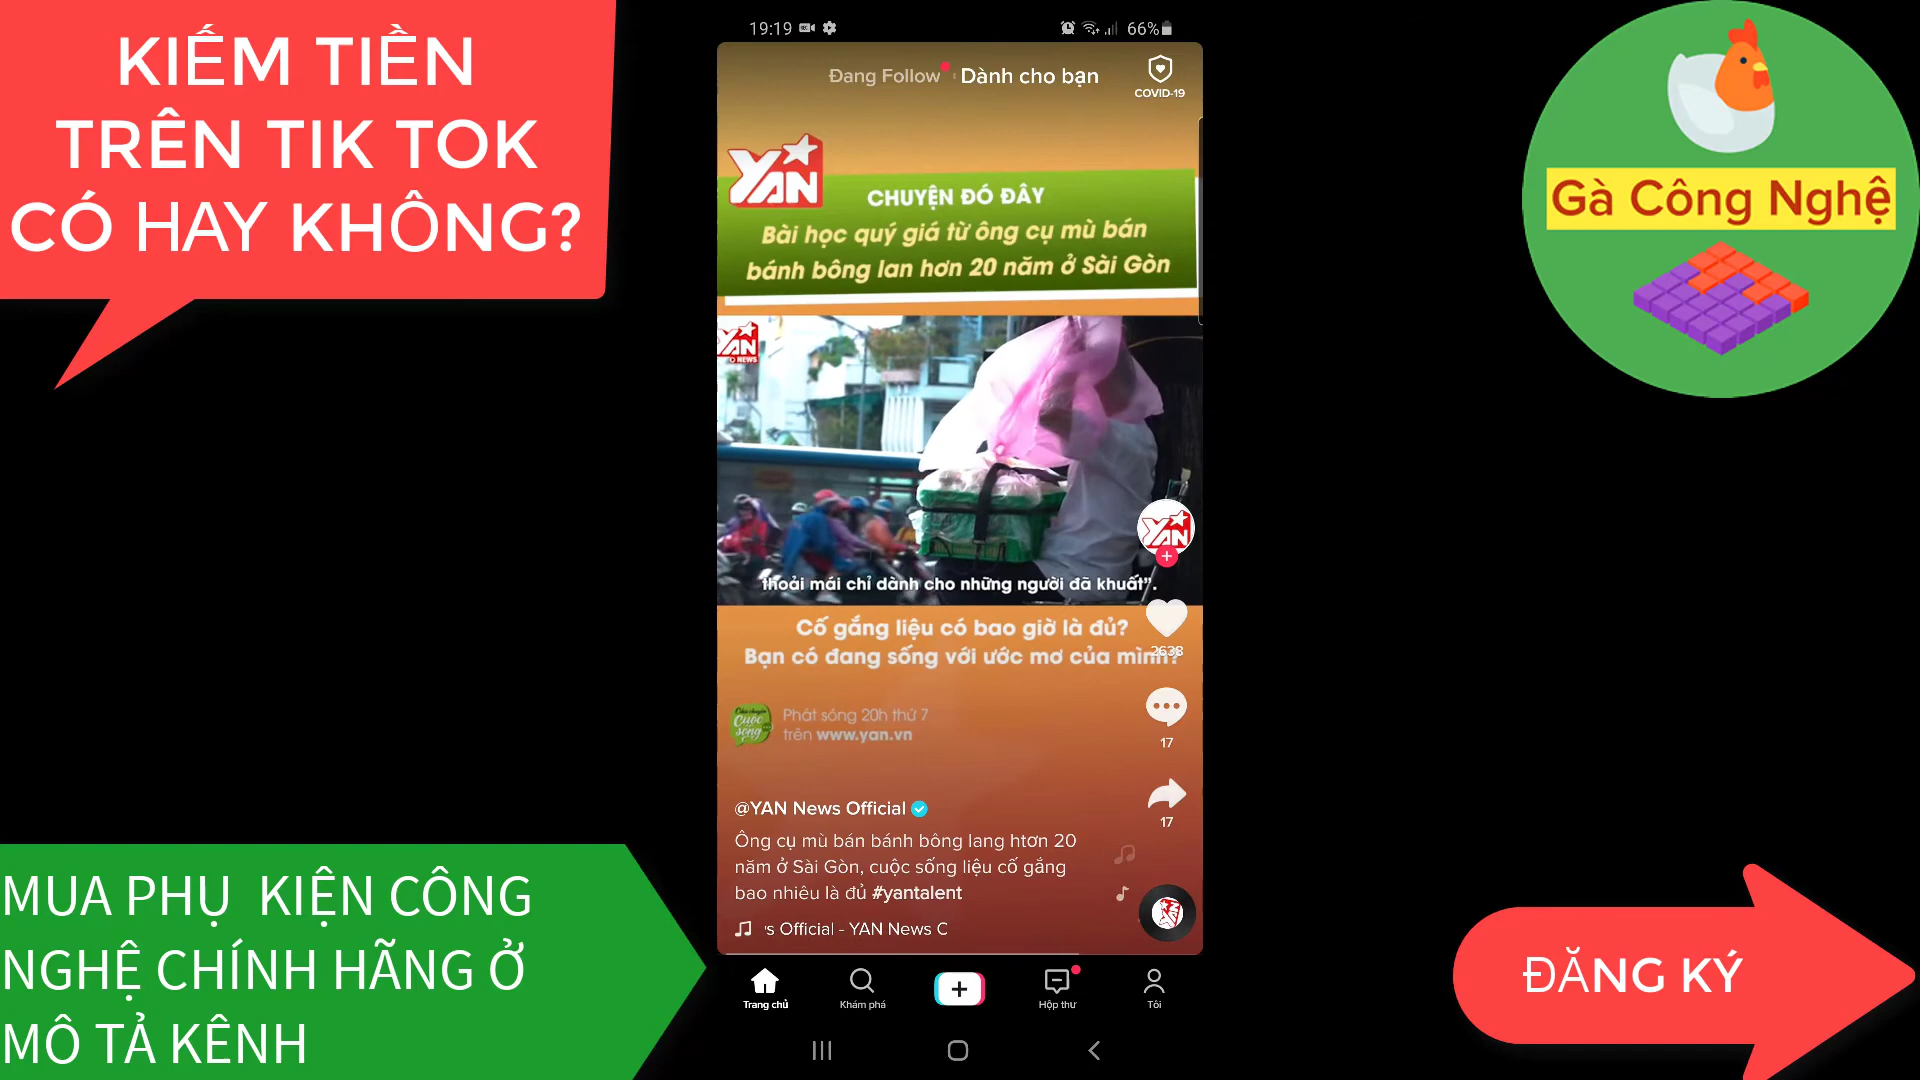 KIẾM TIỀN
TRÊN TIK TOK
CÓ HAY KHÔNG?
19:19
66%
Đang Follow
Dành cho bạn
COVID-19
YAN
CHUYỆN ĐÓ ĐÂY
Bài học quý giá từ ông cụ mù bán
bánh bông lan hơn 20 năm ở Sài Gòn
YAN
NEWS
YAN
thoải mái chỉ dành cho những người đã khuất”.
Cố gắng liệu có bao giờ là đủ?
Bạn có đang sống với ước mơ của mình?
2638
17
17
Cuộc
sống
Phát sóng 20h thứ 7
trên www.yan.vn
@YAN News Official
Ông cụ mù bán bánh bông lang htơn 20
năm ở Sài Gòn, cuộc sống liệu cố gắng
bao nhiêu là đủ #yantalent
's Official - YAN News C
Trang chủ
Khám phá
Hộp thư
Tôi
Gà Công Nghệ
MUA PHỤ  KIỆN CÔNG
NGHỆ CHÍNH HÃNG Ở
MÔ TẢ KÊNH
ĐĂNG KÝ